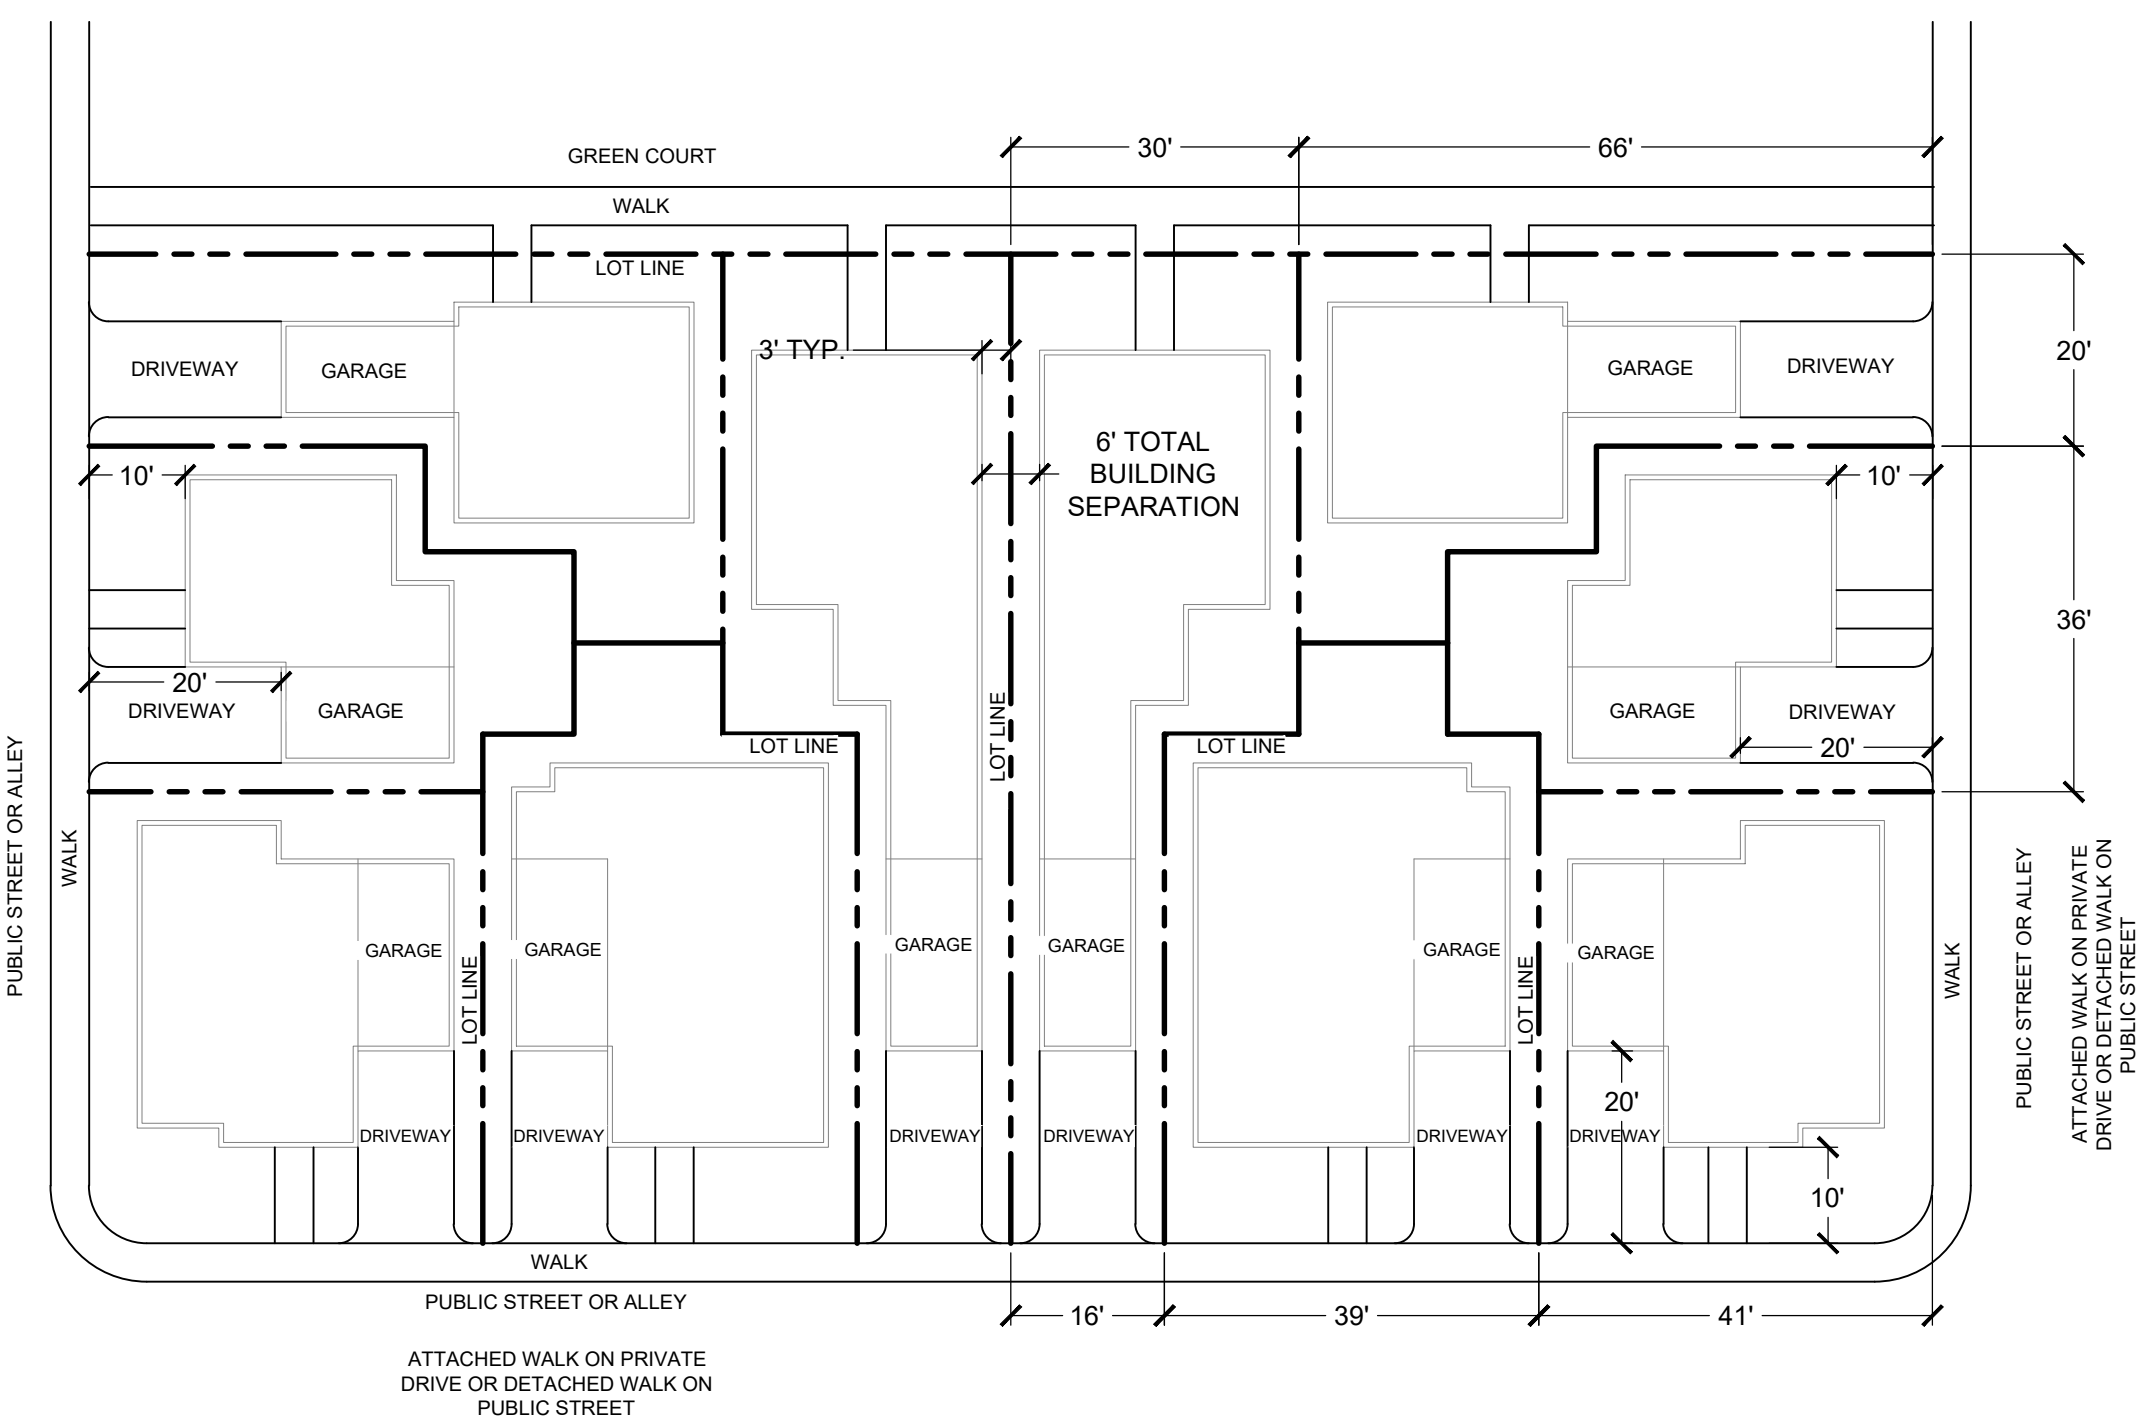 30'
66'
GREEN COURT
WALK
LOT LINE
3' TYP.
DRIVEWAY
GARAGE
GARAGE
DRIVEWAY
20'
6' TOTAL
BUILDING
SEPARATION
10'
10'
36'
20'
DRIVEWAY
GARAGE
GARAGE
DRIVEWAY
20'
LOT LINE
LOT LINE
LOT LINE
PUBLIC STREET OR ALLEY
WALK
GARAGE
LOT LINE
GARAGE
GARAGE
GARAGE
GARAGE
LOT LINE
GARAGE
WALK
PUBLIC STREET OR ALLEY
ATTACHED WALK ON PRIVATE
DRIVE OR DETACHED WALK ON
PUBLIC STREET
20'
DRIVEWAY
DRIVEWAY
DRIVEWAY
DRIVEWAY
DRIVEWAY
DRIVEWAY
10'
WALK
PUBLIC STREET OR ALLEY
16'
39'
41'
ATTACHED WALK ON PRIVATE
DRIVE OR DETACHED WALK ON
PUBLIC STREET